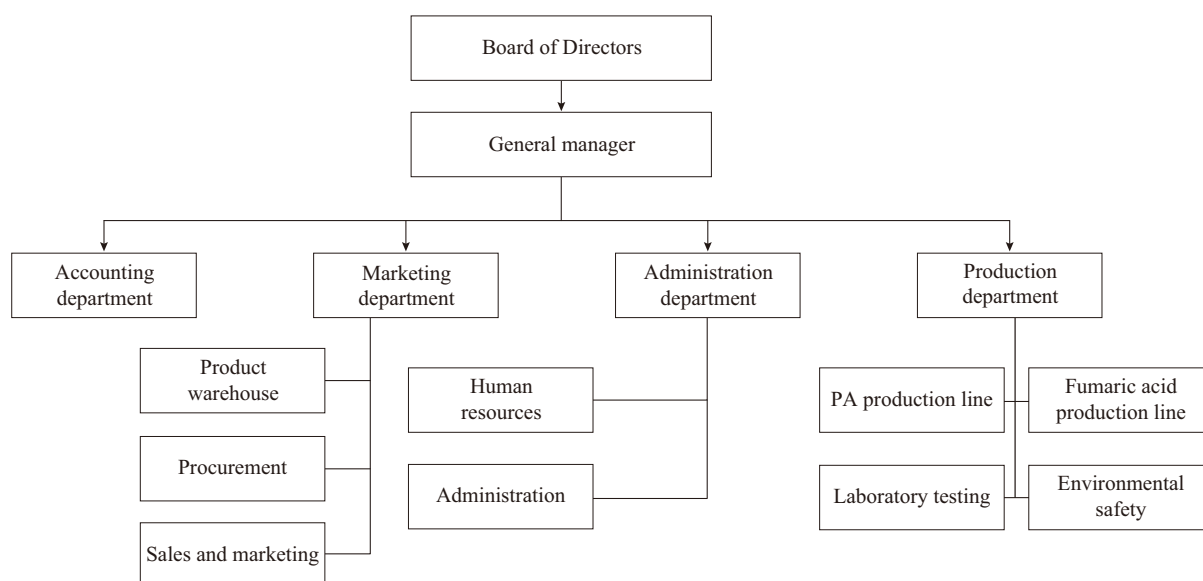 Board of Directors
General manager
Accounting
department
Marketing
department
Administration
department
Production
department
Product
warehouse
Procurement
Sales and marketing
Human
resources
Administration
PA production line
Fumaric acid
production line
Laboratory testing
Environmental
safety